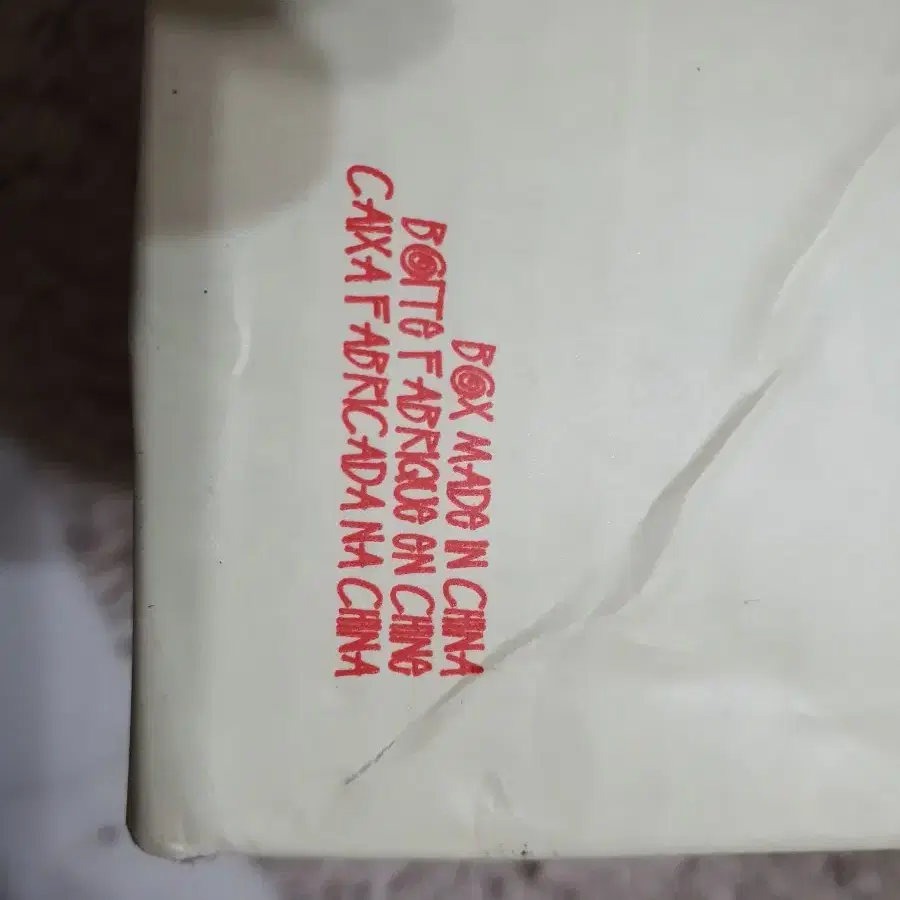 BOX MADE IN CHINA
BOITE FABRIQUE EN CHINE
CAIXA FABRICADA NA CHINA